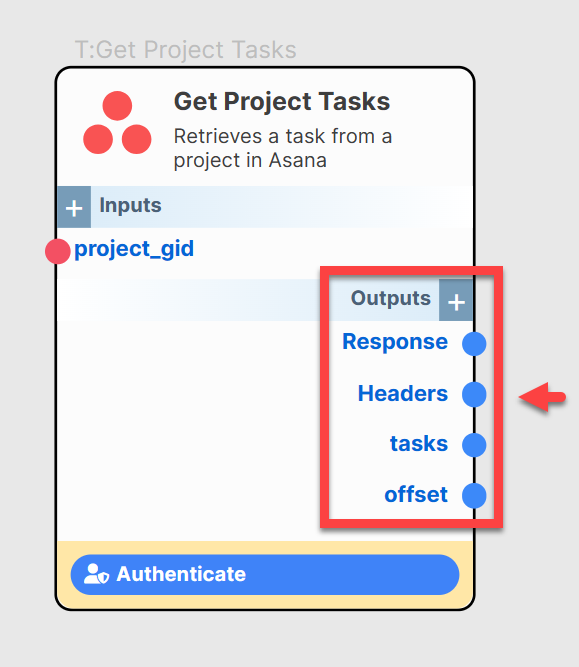 T:Get Project Tasks
Get Project Tasks
Retrieves a task from a
project in Asana
+ Inputs
project_gid
Outputs +
Response
Headers
tasks
offset
Authenticate